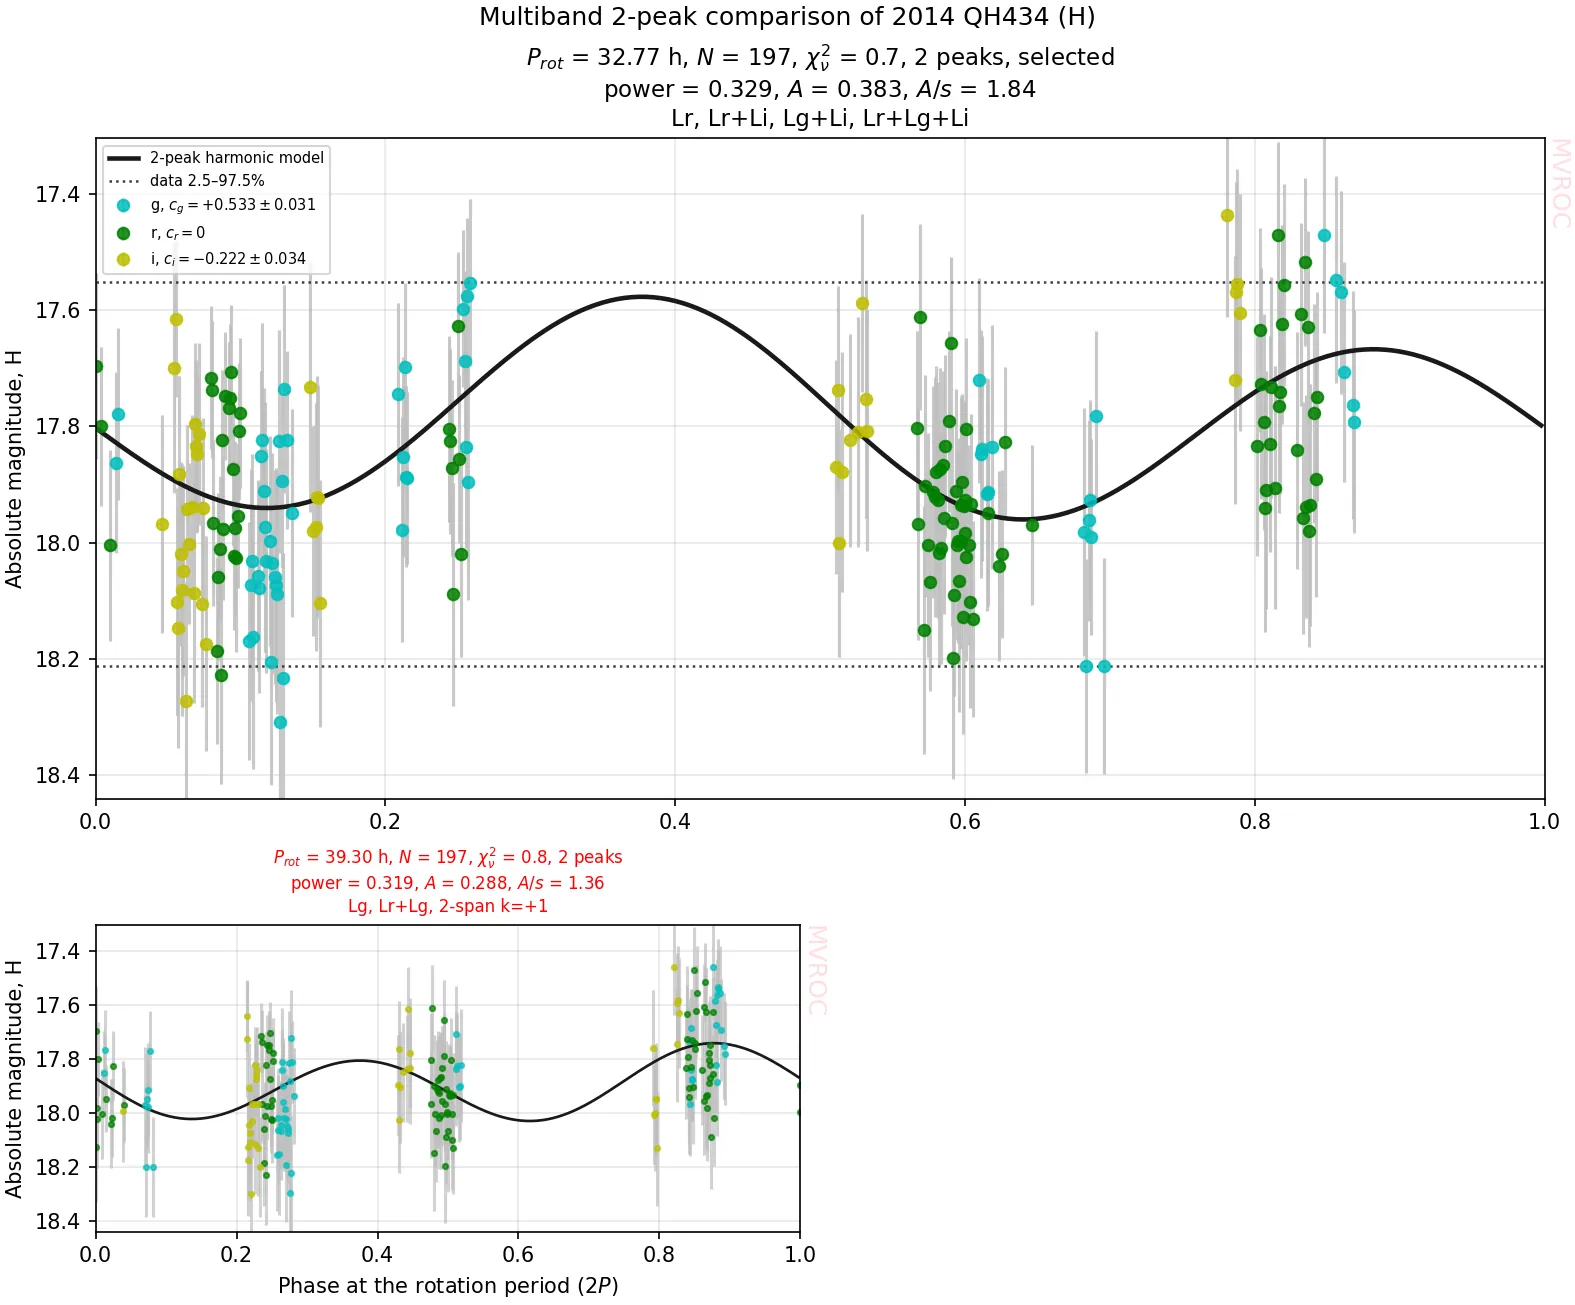 Multiband 2-peak comparison of 2014 QH434 (H)
P_rot = 32.77 h, N = 197, χ²_ν = 0.7, 2 peaks, selected
power = 0.329, A = 0.383, A/s = 1.84
Lr, Lr+Li, Lg+Li, Lr+Lg+Li
2-peak harmonic model
data 2.5–97.5%
g, c_g = +0.533 ± 0.031
r, c_r = 0
i, c_i = −0.222 ± 0.034
MVROC
Absolute magnitude, H
17.4
17.6
17.8
18.0
18.2
18.4
0.0 0.2 0.4 0.6 0.8 1.0
P_rot = 39.30 h, N = 197, χ²_ν = 0.8, 2 peaks
power = 0.319, A = 0.288, A/s = 1.36
Lg, Lr+Lg, 2-span k=+1
MVROC
Absolute magnitude, H
17.4
17.6
17.8
18.0
18.2
18.4
0.0 0.2 0.4 0.6 0.8 1.0
Phase at the rotation period (2P)